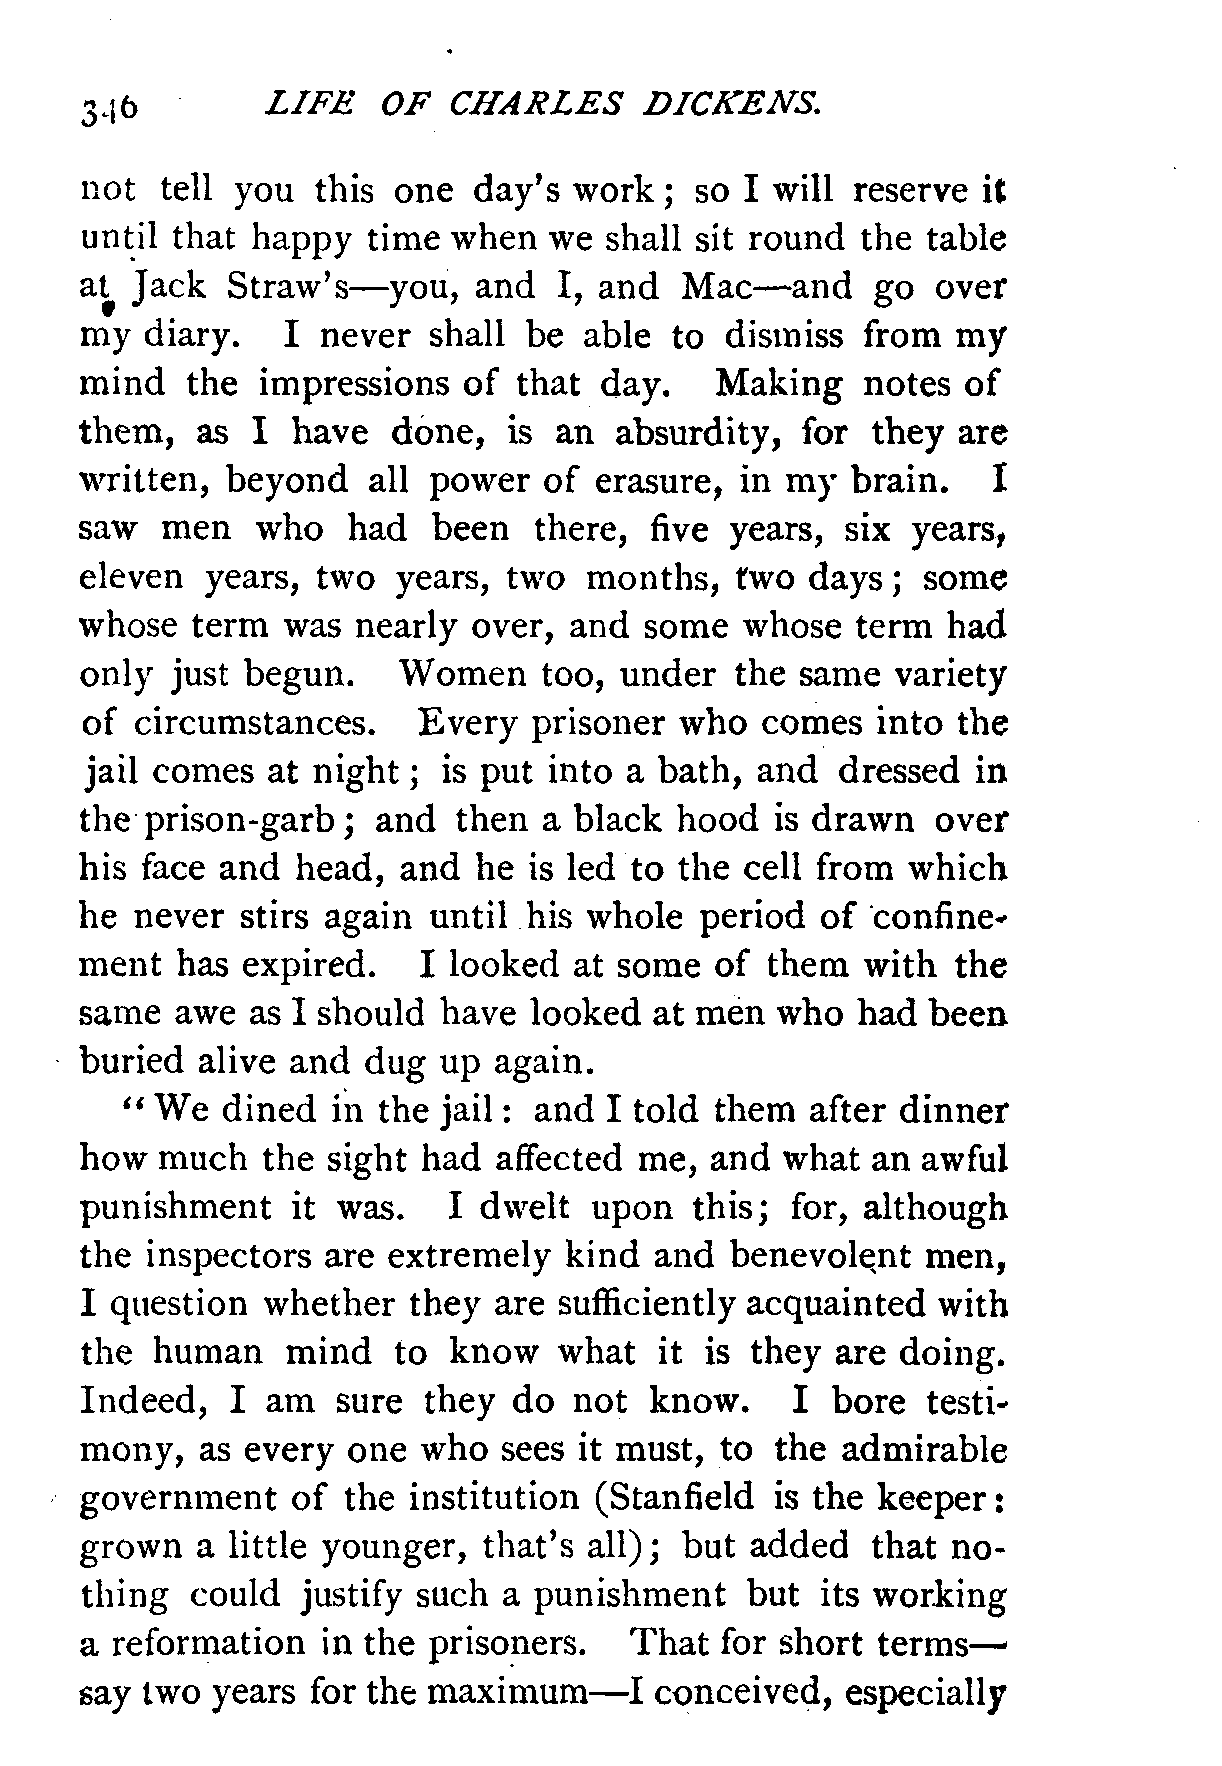 346 LIFE OF CHARLES DICKENS.
not tell you this one day's work; so I will reserve it
until that happy time when we shall sit round the table
at Jack Straw's—you, and I, and Mac—and go over
my diary. I never shall be able to dismiss from my
mind the impressions of that day. Making notes of
them, as I have done, is an absurdity, for they are
written, beyond all power of erasure, in my brain. I
saw men who had been there, five years, six years,
eleven years, two years, two months, two days; some
whose term was nearly over, and some whose term had
only just begun. Women too, under the same variety
of circumstances. Every prisoner who comes into the
jail comes at night; is put into a bath, and dressed in
the prison-garb; and then a black hood is drawn over
his face and head, and he is led to the cell from which
he never stirs again until his whole period of confine-
ment has expired. I looked at some of them with the
same awe as I should have looked at men who had been
buried alive and dug up again.
"We dined in the jail: and I told them after dinner
how much the sight had affected me, and what an awful
punishment it was. I dwelt upon this; for, although
the inspectors are extremely kind and benevolent men,
I question whether they are sufficiently acquainted with
the human mind to know what it is they are doing.
Indeed, I am sure they do not know. I bore testi-
mony, as every one who sees it must, to the admirable
government of the institution (Stanfield is the keeper:
grown a little younger, that's all); but added that no-
thing could justify such a punishment but its working
a reformation in the prisoners. That for short terms—
say two years for the maximum—I conceived, especially